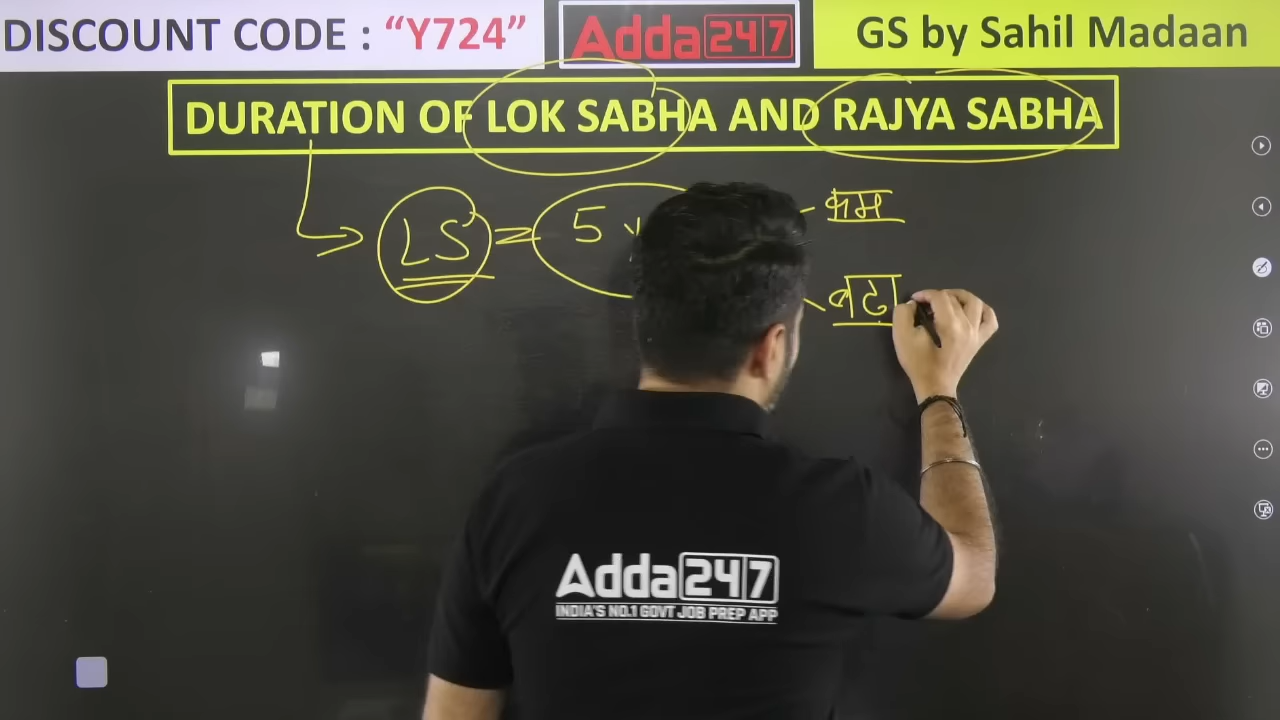 DISCOUNT CODE : “Y724”
Adda247
GS by Sahil Madaan
DURATION OF LOK SABHA AND RAJYA SABHA
LS = 5
कम
बढ़
Adda247
INDIA'S NO.1 GOVT JOB PREP APP